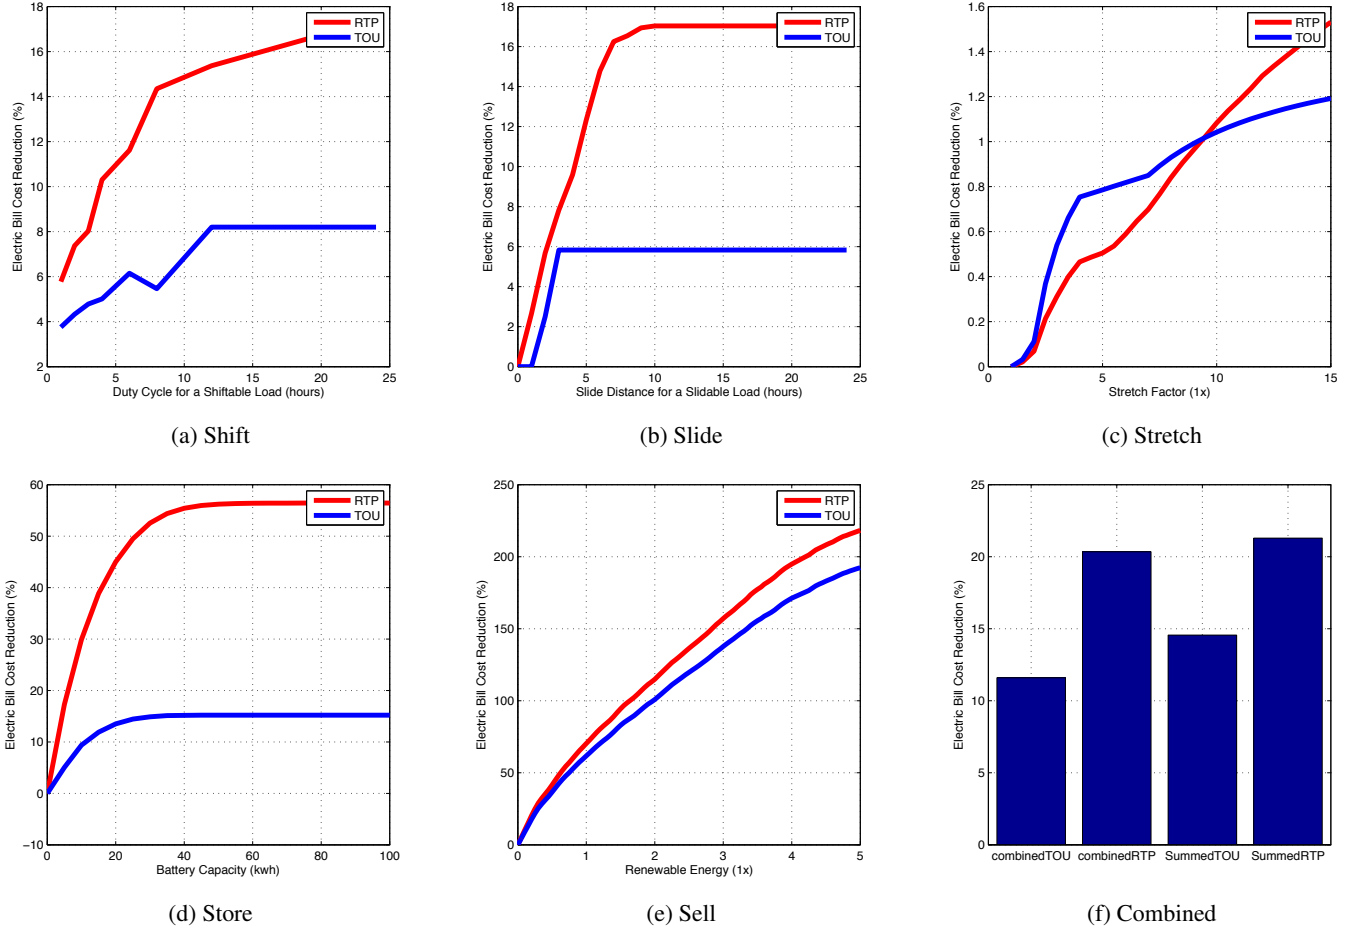 18
16
14
12
10
8
6
4
2
0
5
10
15
20
25
Electric Bill Cost Reduction (%)
Duty Cycle for a Shiftable Load (hours)
RTP
TOU
(a) Shift
18
16
14
12
10
8
6
4
2
0
0
5
10
15
20
25
Electric Bill Cost Reduction (%)
Slide Distance for a Slidable Load (hours)
RTP
TOU
(b) Slide
1.6
1.4
1.2
1
0.8
0.6
0.4
0.2
0
0
5
10
15
Electric Bill Cost Reduction (%)
Stretch Factor (1x)
RTP
TOU
(c) Stretch
60
50
40
30
20
10
0
−10
0
20
40
60
80
100
Electric Bill Cost Reduction (%)
Battery Capacity (kwh)
RTP
TOU
(d) Store
250
200
150
100
50
0
0
1
2
3
4
5
Electric Bill Cost Reduction (%)
Renewable Energy (1x)
RTP
TOU
(e) Sell
25
20
15
10
5
0
Electric Bill Cost Reduction (%)
combinedTOU combinedRTP SummedTOU SummedRTP
(f) Combined